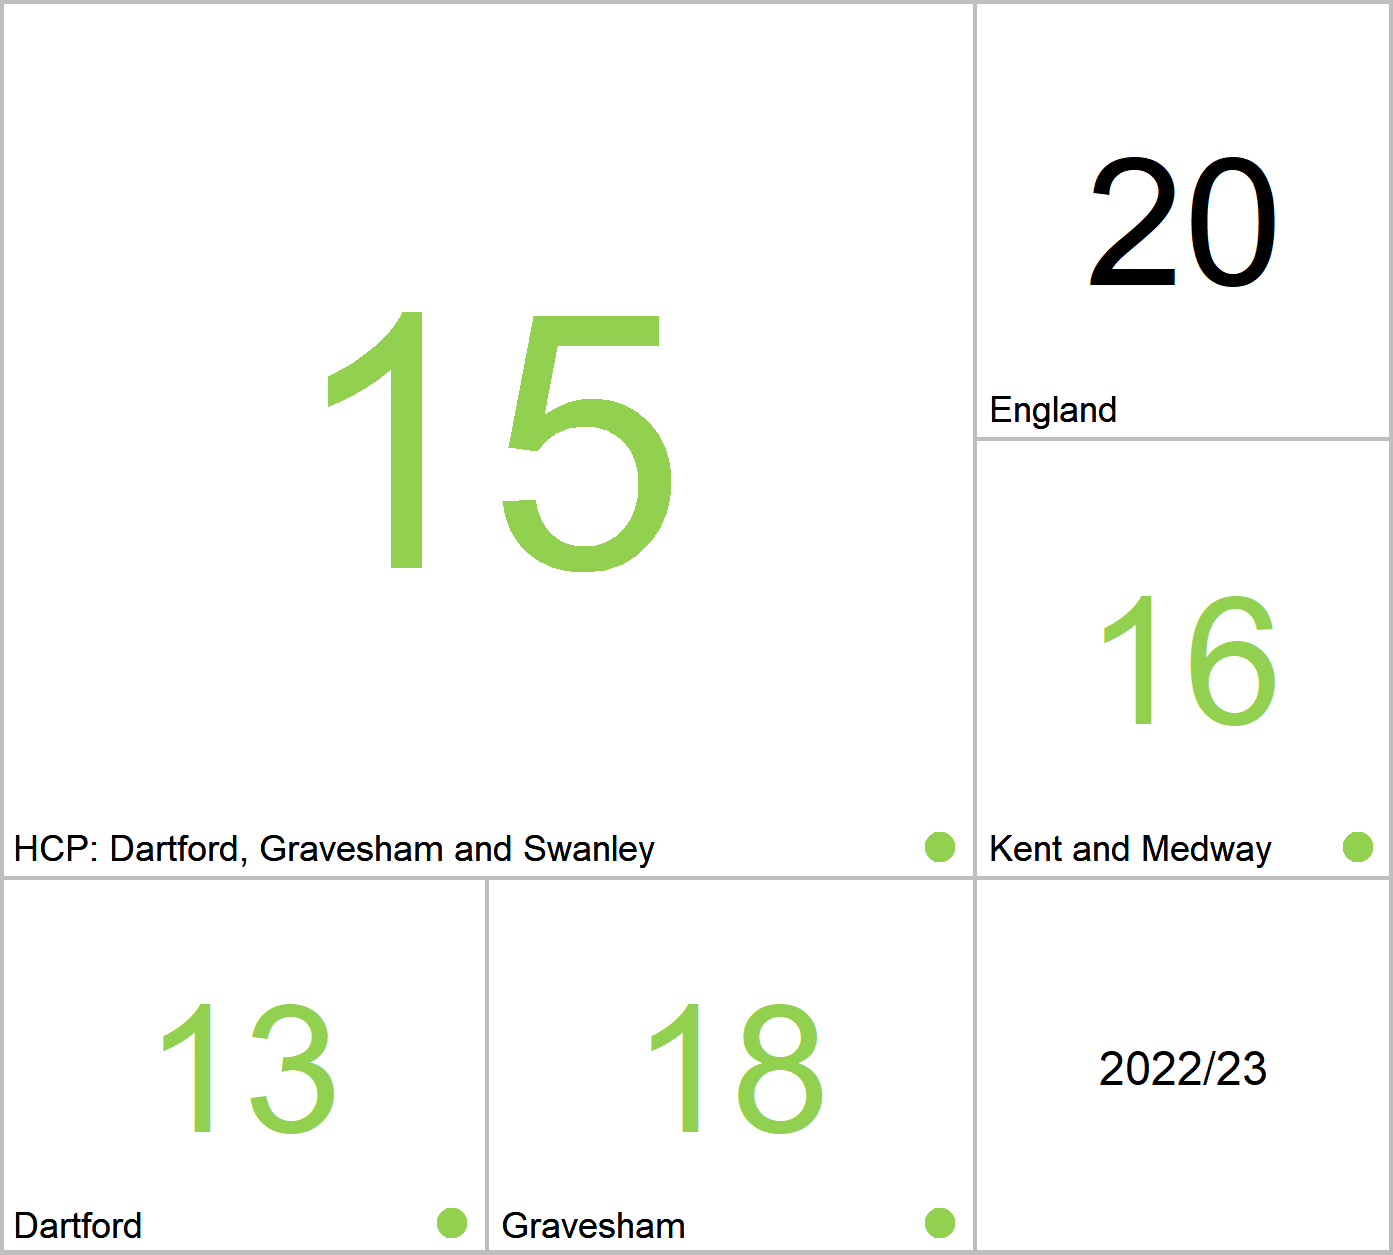 15
HCP: Dartford, Gravesham and Swanley
20
England
16
Kent and Medway
13
Dartford
18
Gravesham
2022/23